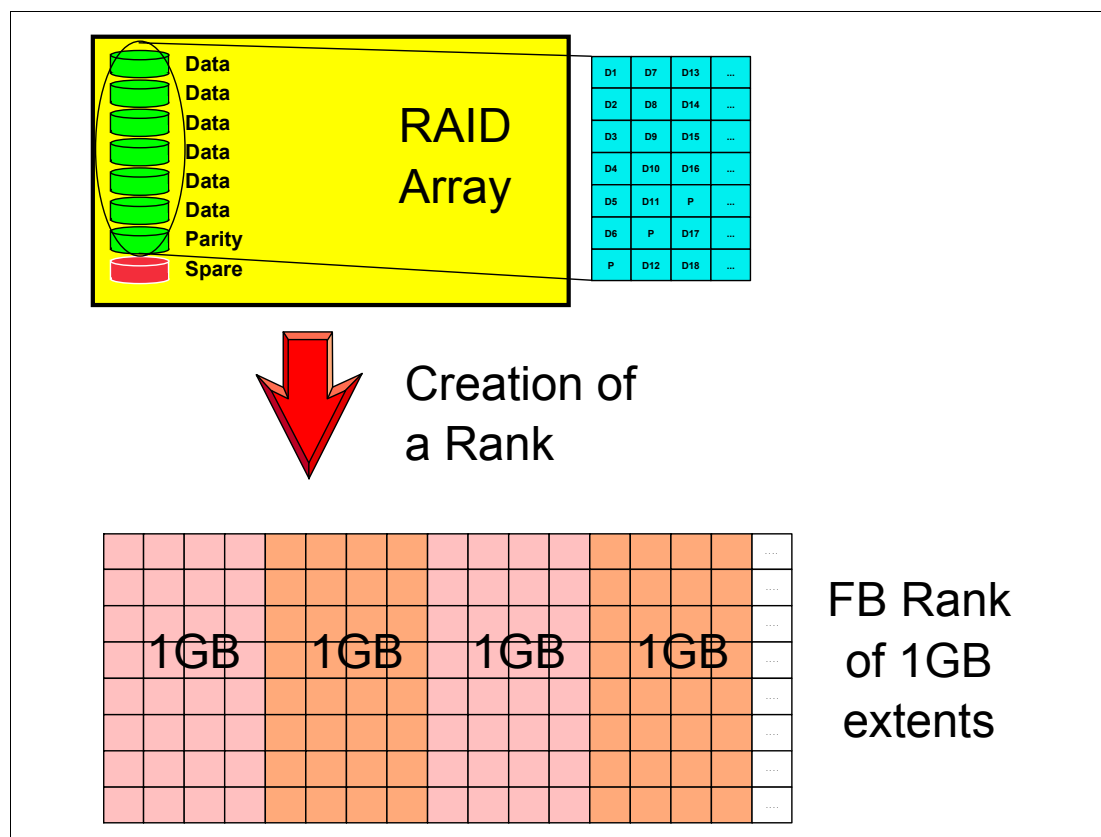 Data
Data
Data
Data
Data
Data
Parity
Spare
RAID
Array
D1 D7 D13 ...
D2 D8 D14 ...
D3 D9 D15 ...
D4 D10 D16 ...
D5 D11 P ...
D6 P D17 ...
P D12 D18 ...
Creation of
a Rank
1GB 1GB 1GB 1GB
....
....
....
....
....
....
....
....
FB Rank
of 1GB
extents